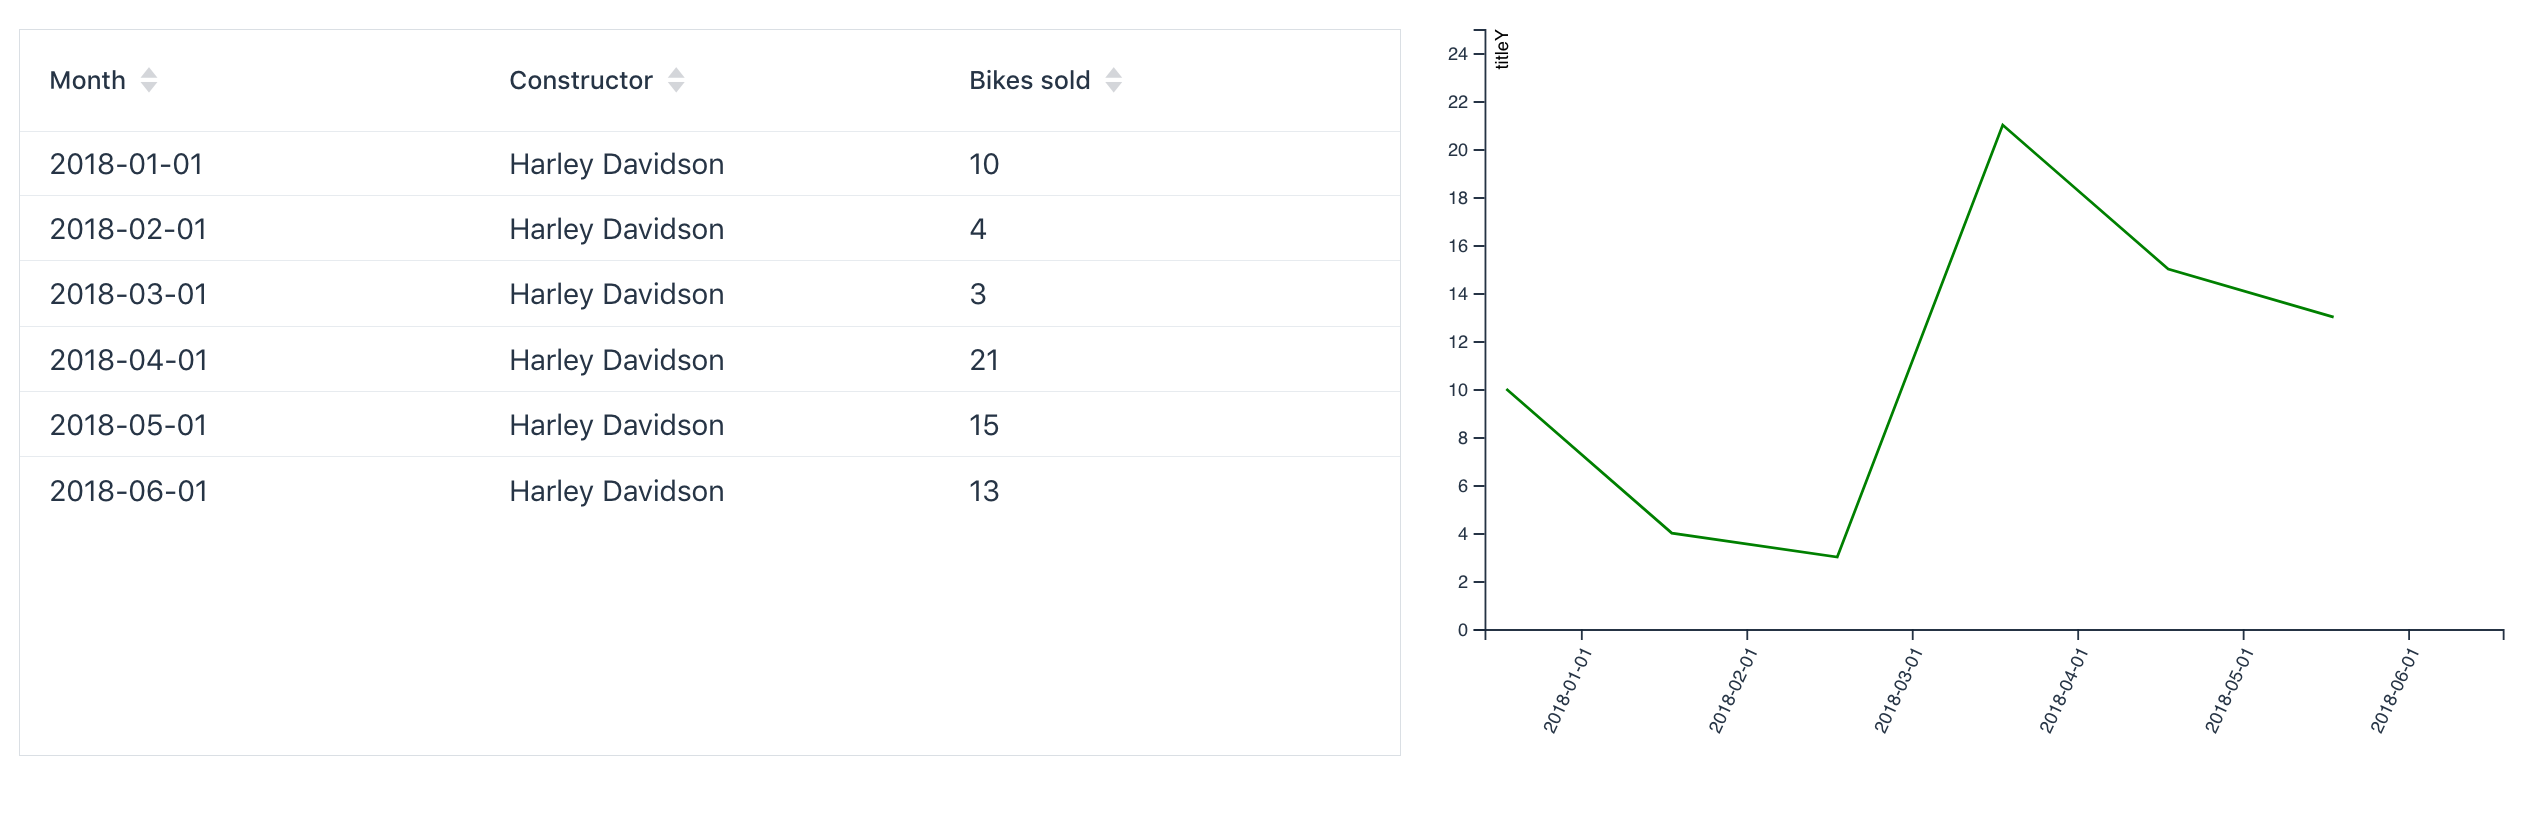 Month Constructor Bikes sold
2018-01-01 Harley Davidson 10
2018-02-01 Harley Davidson 4
2018-03-01 Harley Davidson 3
2018-04-01 Harley Davidson 21
2018-05-01 Harley Davidson 15
2018-06-01 Harley Davidson 13
titleY
24
22
20
18
16
14
12
10
8
6
4
2
0
2018-01-01 2018-02-01 2018-03-01 2018-04-01 2018-05-01 2018-06-01